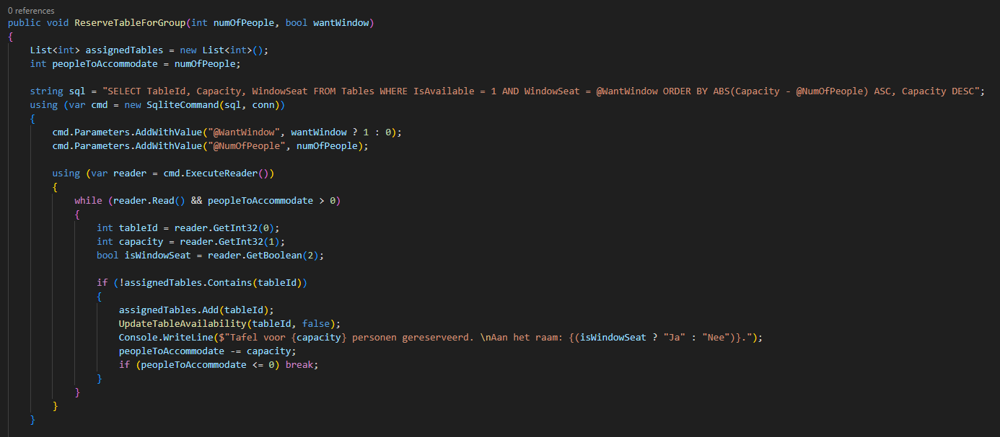 0 references
public void ReserveTableForGroup(int numOfPeople, bool wantWindow)
{
    List<int> assignedTables = new List<int>();
    int peopleToAccommodate = numOfPeople;

    string sql = "SELECT TableId, Capacity, WindowSeat FROM Tables WHERE IsAvailable = 1 AND WindowSeat = @WantWindow ORDER BY ABS(Capacity - @NumOfPeople) ASC, Capacity DESC";
    using (var cmd = new SqliteCommand(sql, conn))
    {
        cmd.Parameters.AddWithValue("@WantWindow", wantWindow ? 1 : 0);
        cmd.Parameters.AddWithValue("@NumOfPeople", numOfPeople);

        using (var reader = cmd.ExecuteReader())
        {
            while (reader.Read() && peopleToAccommodate > 0)
            {
                int tableId = reader.GetInt32(0);
                int capacity = reader.GetInt32(1);
                bool isWindowSeat = reader.GetBoolean(2);

                if (!assignedTables.Contains(tableId))
                {
                    assignedTables.Add(tableId);
                    UpdateTableAvailability(tableId, false);
                    Console.WriteLine($"Tafel voor {capacity} personen gereserveerd. \nAan het raam: {(isWindowSeat ? "Ja" : "Nee")}.");
                    peopleToAccommodate -= capacity;
                    if (peopleToAccommodate <= 0) break;
                }
            }
        }
    }